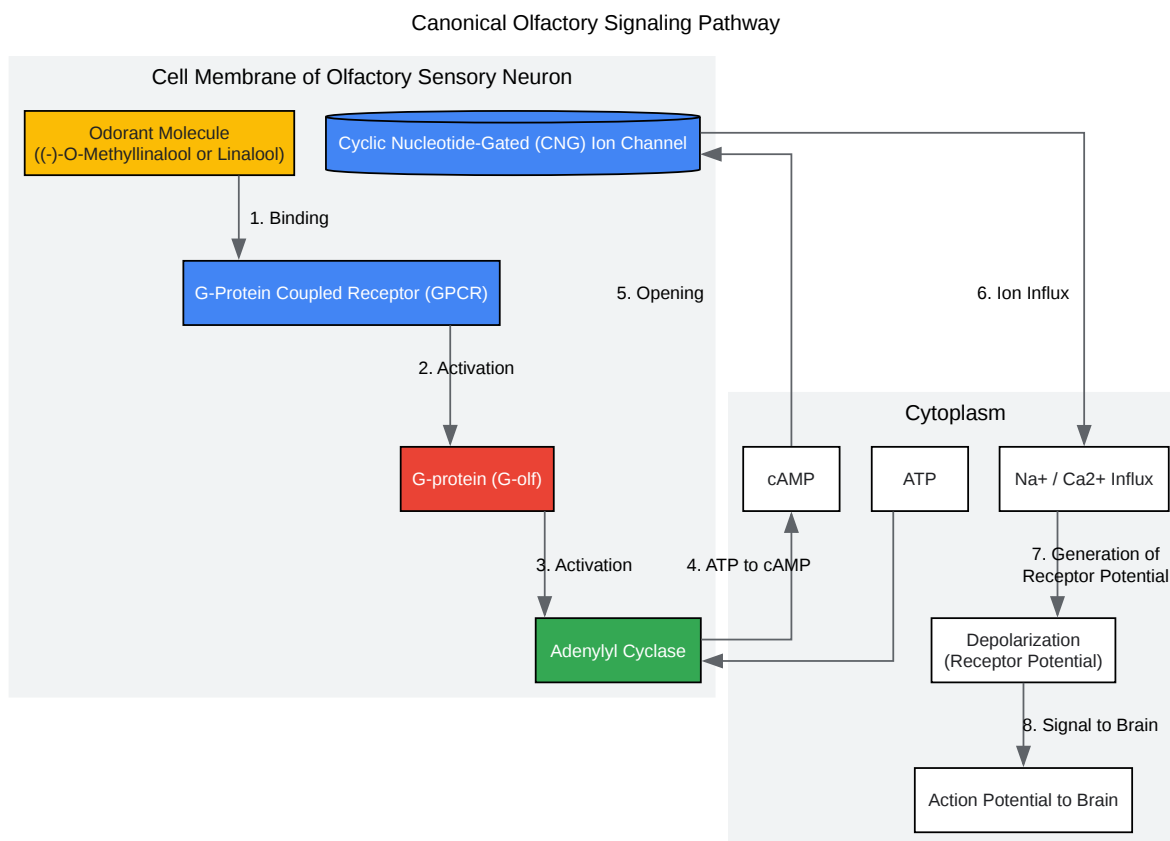 Canonical Olfactory Signaling Pathway
Cell Membrane of Olfactory Sensory Neuron
Odorant Molecule
((-)-O-Methyllinalool or Linalool)
Cyclic Nucleotide-Gated (CNG) Ion Channel
1. Binding
G-Protein Coupled Receptor (GPCR)
5. Opening
6. Ion Influx
2. Activation
Cytoplasm
G-protein (G-olf)
cAMP
ATP
Na+ / Ca2+ Influx
3. Activation
4. ATP to cAMP
7. Generation of
Receptor Potential
Adenylyl Cyclase
Depolarization
(Receptor Potential)
8. Signal to Brain
Action Potential to Brain